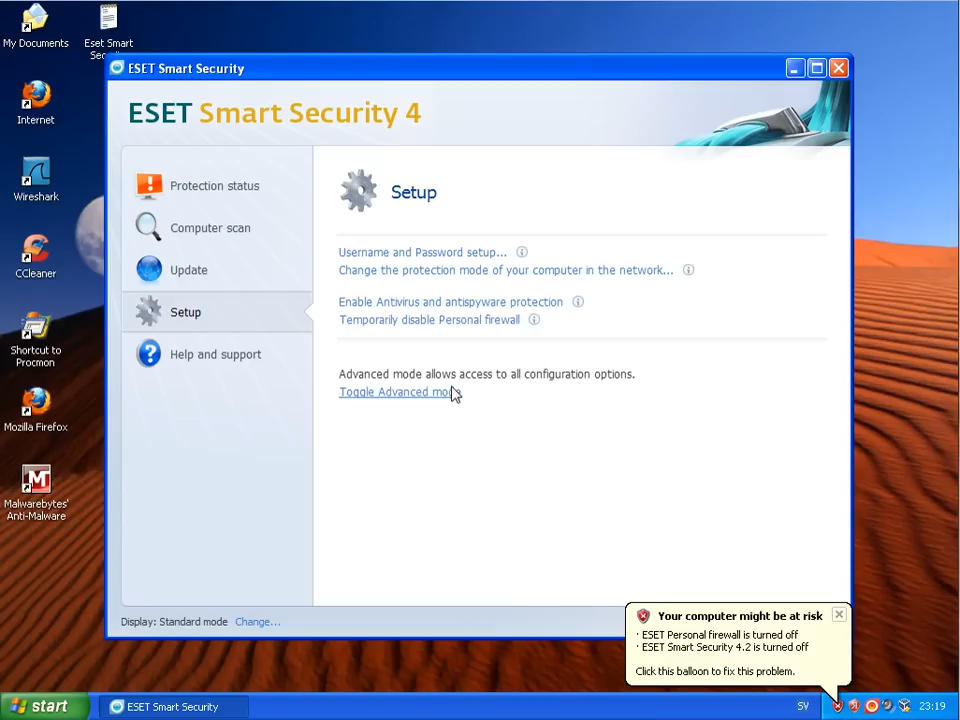 My Documents
Eset Smart
Internet
Wireshark
CCleaner
Shortcut to
Procmon
Mozilla Firefox
Malwarebytes'
Anti-Malware
ESET Smart Security
ESET Smart Security 4
Protection status
Computer scan
Update
Setup
Help and support
Setup
Username and Password setup...
Change the protection mode of your computer in the network...
Enable Antivirus and antispyware protection
Temporarily disable Personal firewall
Advanced mode allows access to all configuration options.
Toggle Advanced mode
Display: Standard mode Change...
Your computer might be at risk
· ESET Personal firewall is turned off
· ESET Smart Security 4.2 is turned off
Click this balloon to fix this problem.
start
ESET Smart Security
SV
23:19